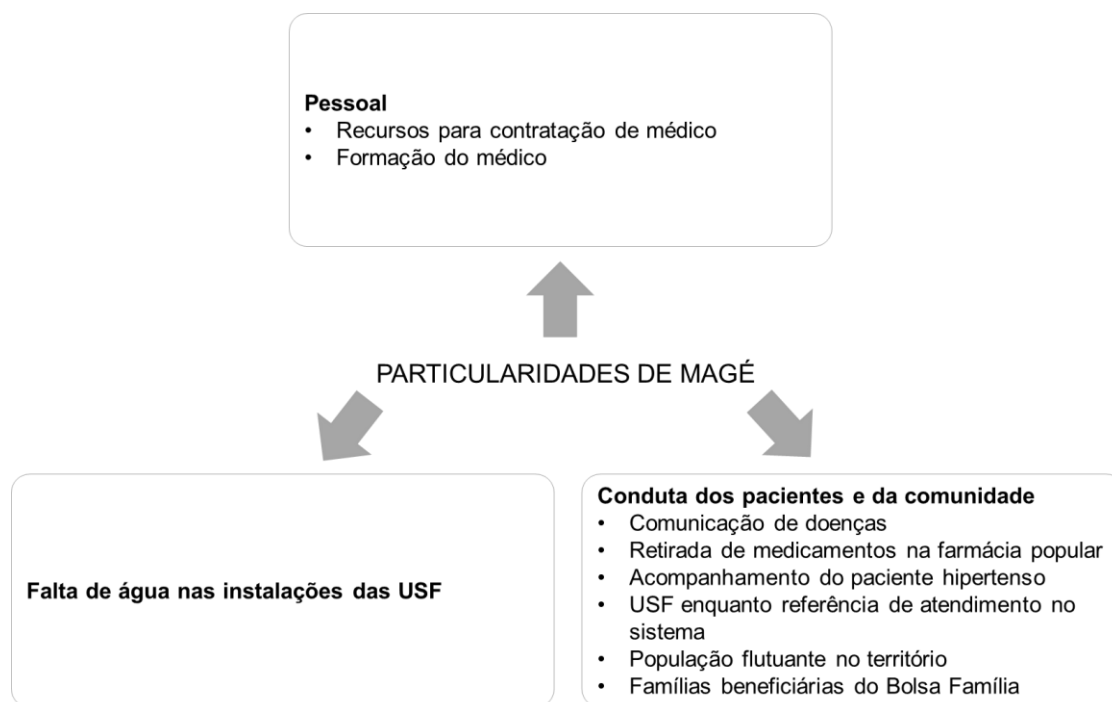 Pessoal
• Recursos para contratação de médico
• Formação do médico
PARTICULARIDADES DE MAGÉ
Falta de água nas instalações das USF
Conduta dos pacientes e da comunidade
• Comunicação de doenças
• Retirada de medicamentos na farmácia popular
• Acompanhamento do paciente hipertenso
• USF enquanto referência de atendimento no
sistema
• População flutuante no território
• Famílias beneficiárias do Bolsa Família